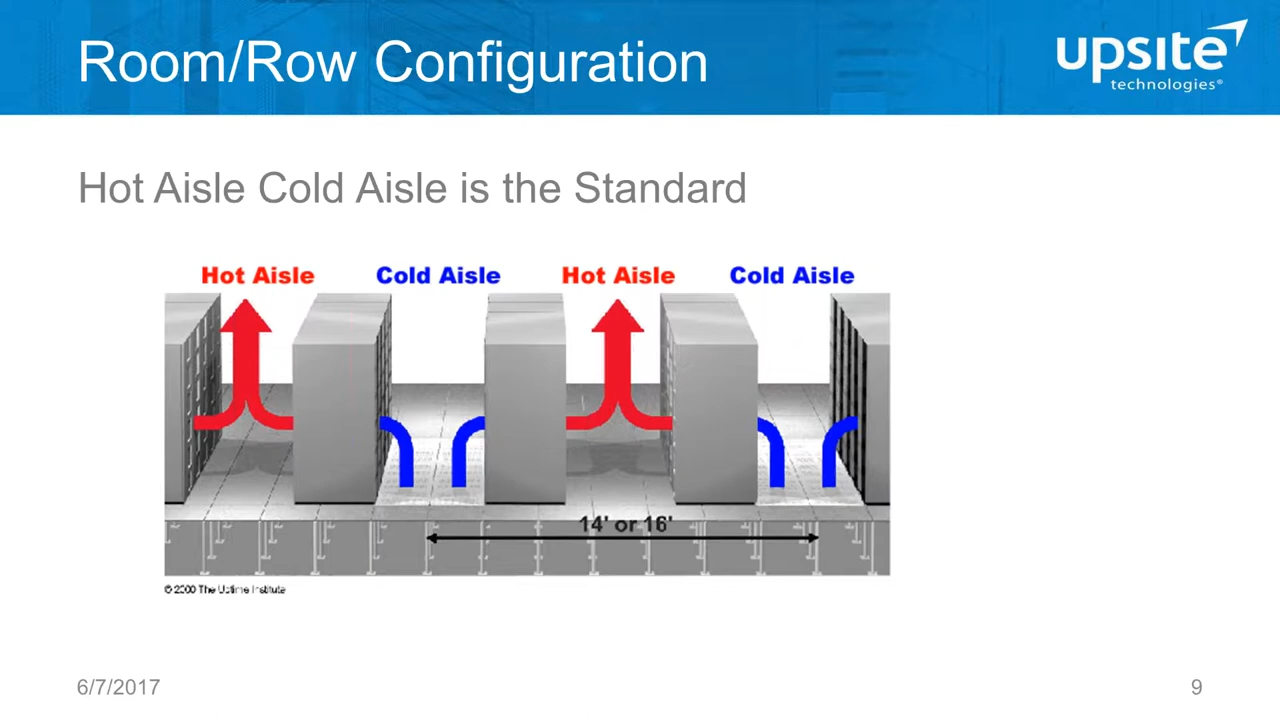 Room/Row Configuration
upsite
technologies®
Hot Aisle Cold Aisle is the Standard
Hot Aisle Cold Aisle Hot Aisle Cold Aisle
14' or 16'
© 2000 The Uptime Institute
6/7/2017
9